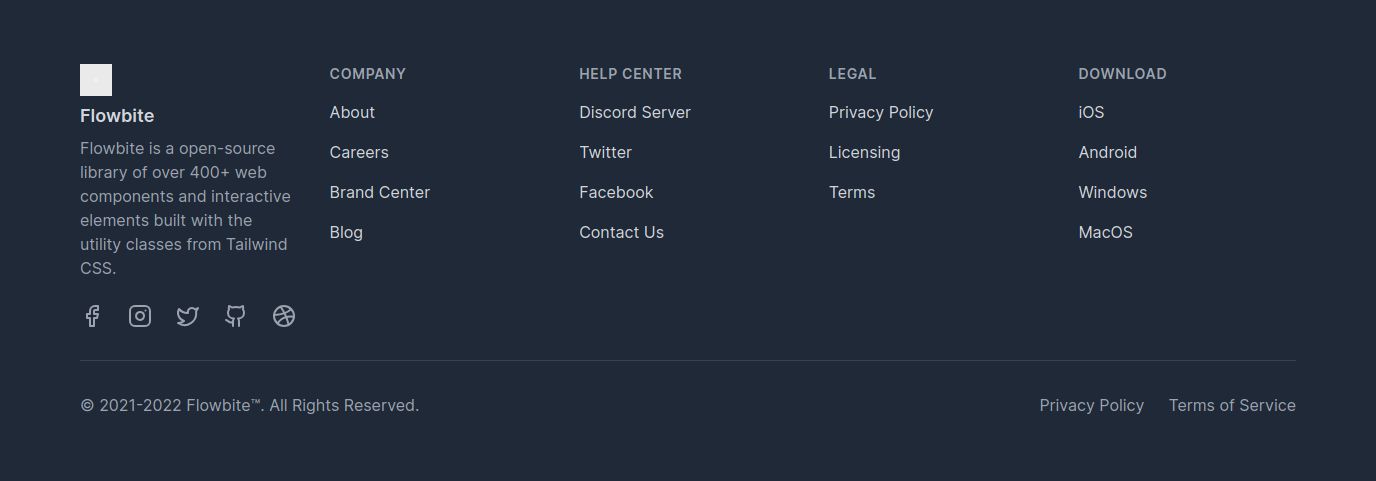 Flowbite
Flowbite is a open-source
library of over 400+ web
components and interactive
elements built with the
utility classes from Tailwind
CSS.
COMPANY
About
Careers
Brand Center
Blog
HELP CENTER
Discord Server
Twitter
Facebook
Contact Us
LEGAL
Privacy Policy
Licensing
Terms
DOWNLOAD
iOS
Android
Windows
MacOS
© 2021-2022 Flowbite™. All Rights Reserved.
Privacy Policy
Terms of Service